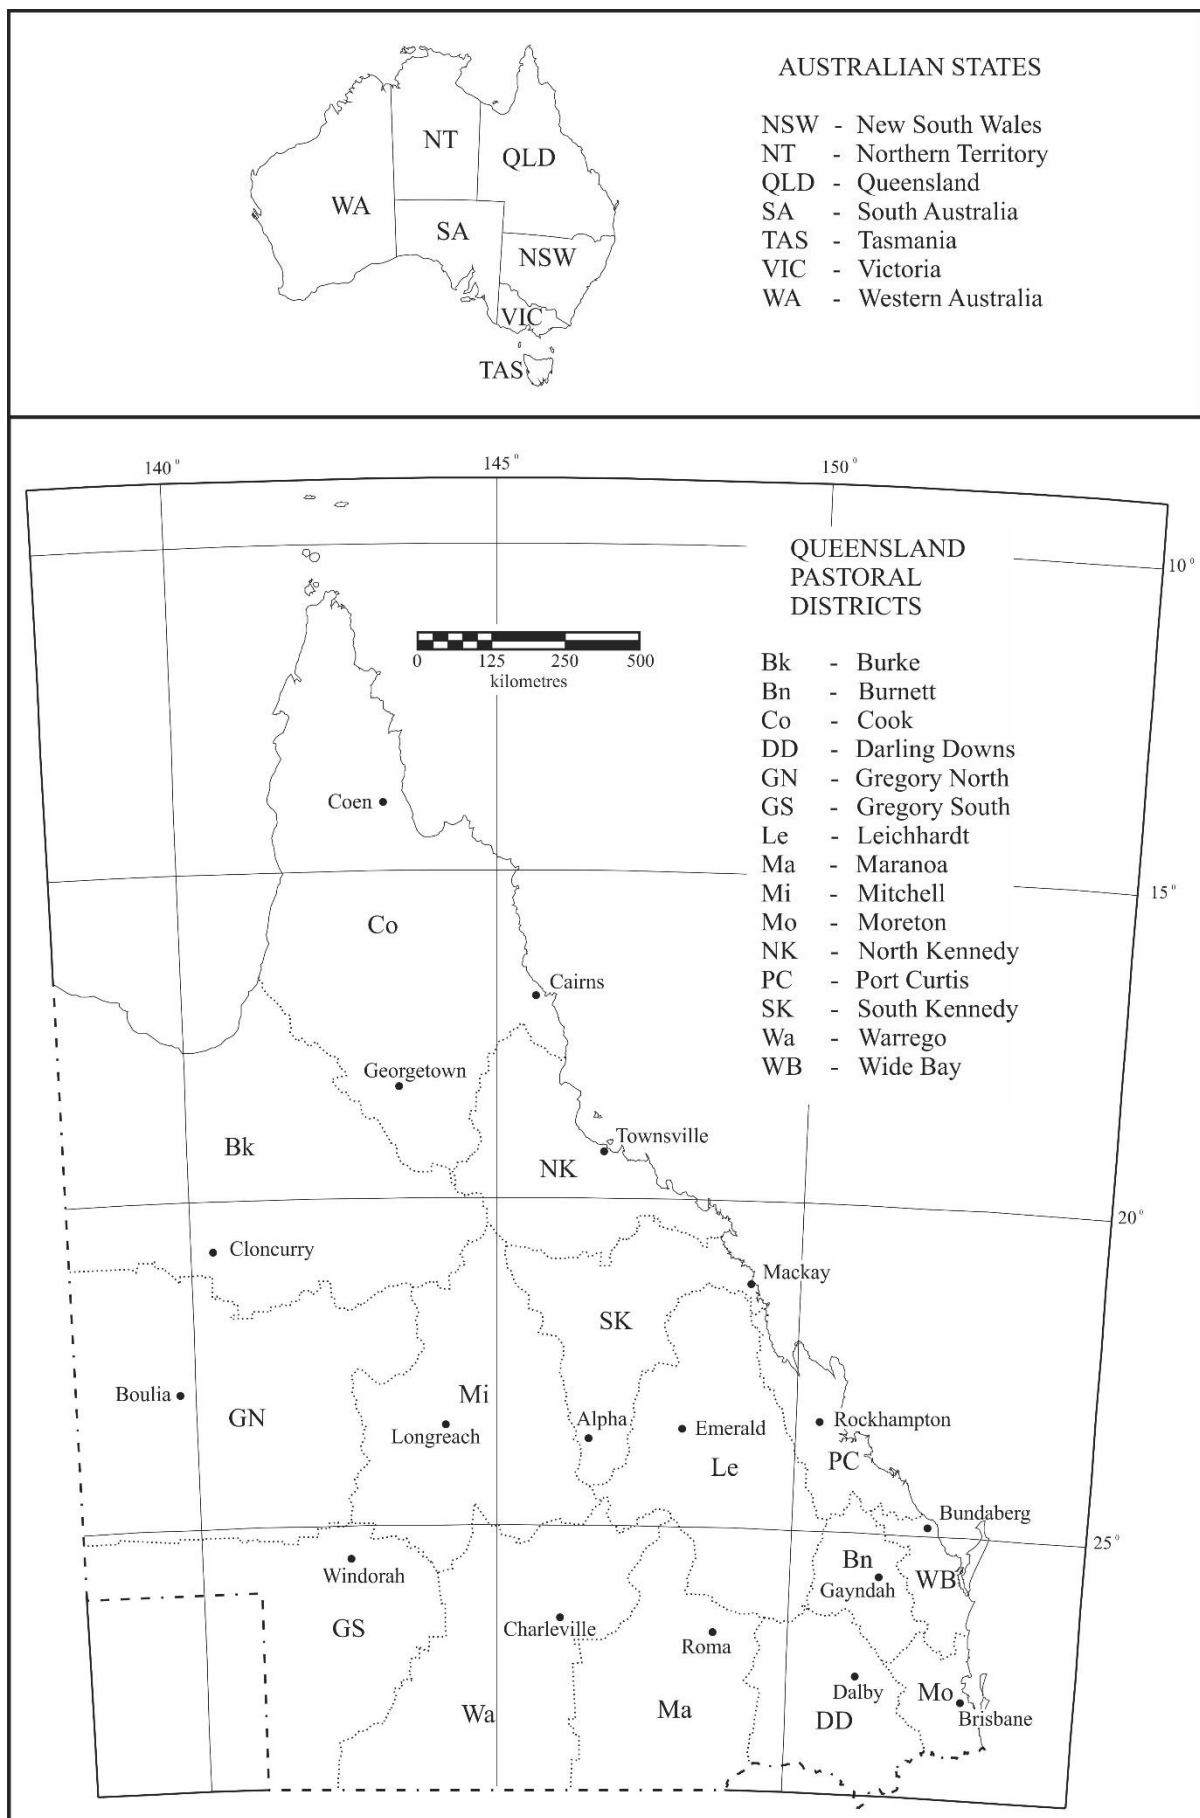 AUSTRALIAN STATES
NSW - New South Wales
NT - Northern Territory
QLD - Queensland
SA - South Australia
TAS - Tasmania
VIC - Victoria
WA - Western Australia
NT
QLD
WA
SA
NSW
VIC
TAS
140°
145°
150°
QUEENSLAND
PASTORAL
DISTRICTS
10°
0 125 250 500
kilometres
Bk - Burke
Bn - Burnett
Co - Cook
DD - Darling Downs
GN - Gregory North
GS - Gregory South
Le - Leichhardt
Ma - Maranoa
Mi - Mitchell
Mo - Moreton
NK - North Kennedy
PC - Port Curtis
SK - South Kennedy
Wa - Warrego
WB - Wide Bay
Coen
15°
Co
Cairns
Georgetown
Townsville
Bk
NK
20°
Cloncurry
Mackay
SK
Boulia
Mi
GN
Alpha
Rockhampton
Longreach
Emerald
PC
Le
Bundaberg
25°
Bn
Windorah
Gayndah
WB
GS
Charleville
Roma
Dalby
Mo
Wa
Ma
DD
Brisbane